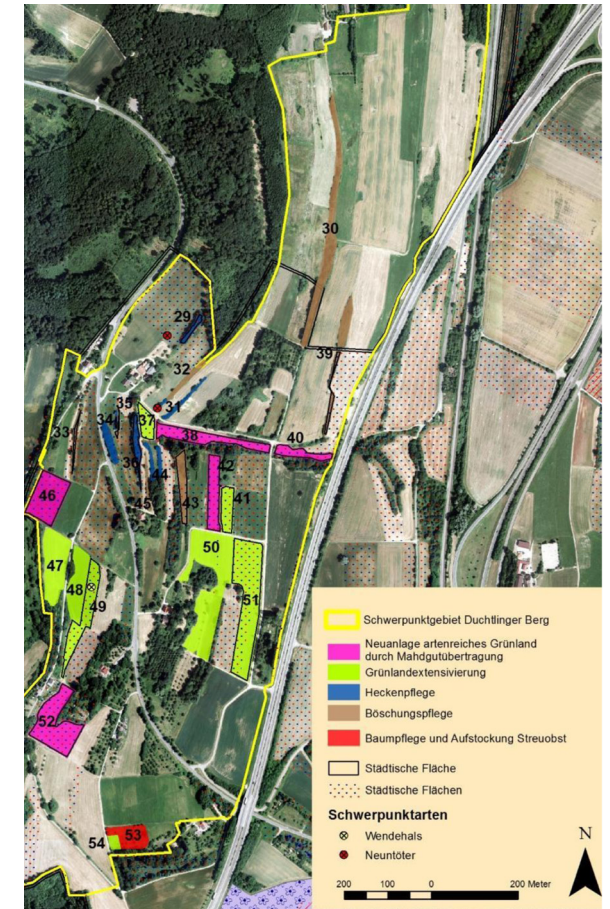 30
29
39
32
35
31
34
37
33
38
40
36
42
44
41
46
45
43
50
47
48
49
51
52
53
54
Schwerpunktgebiet Duchtlinger Berg
Neuanlage artenreiches Grünland
durch Mahdgutübertragung
Grünlandextensivierung
Heckenpflege
Böschungspflege
Baumpflege und Aufstockung Streuobst
Städtische Fläche
Städtischen Flächen
Schwerpunktarten
Wendehals
Neuntöter
N
200 100 0 200 Meter